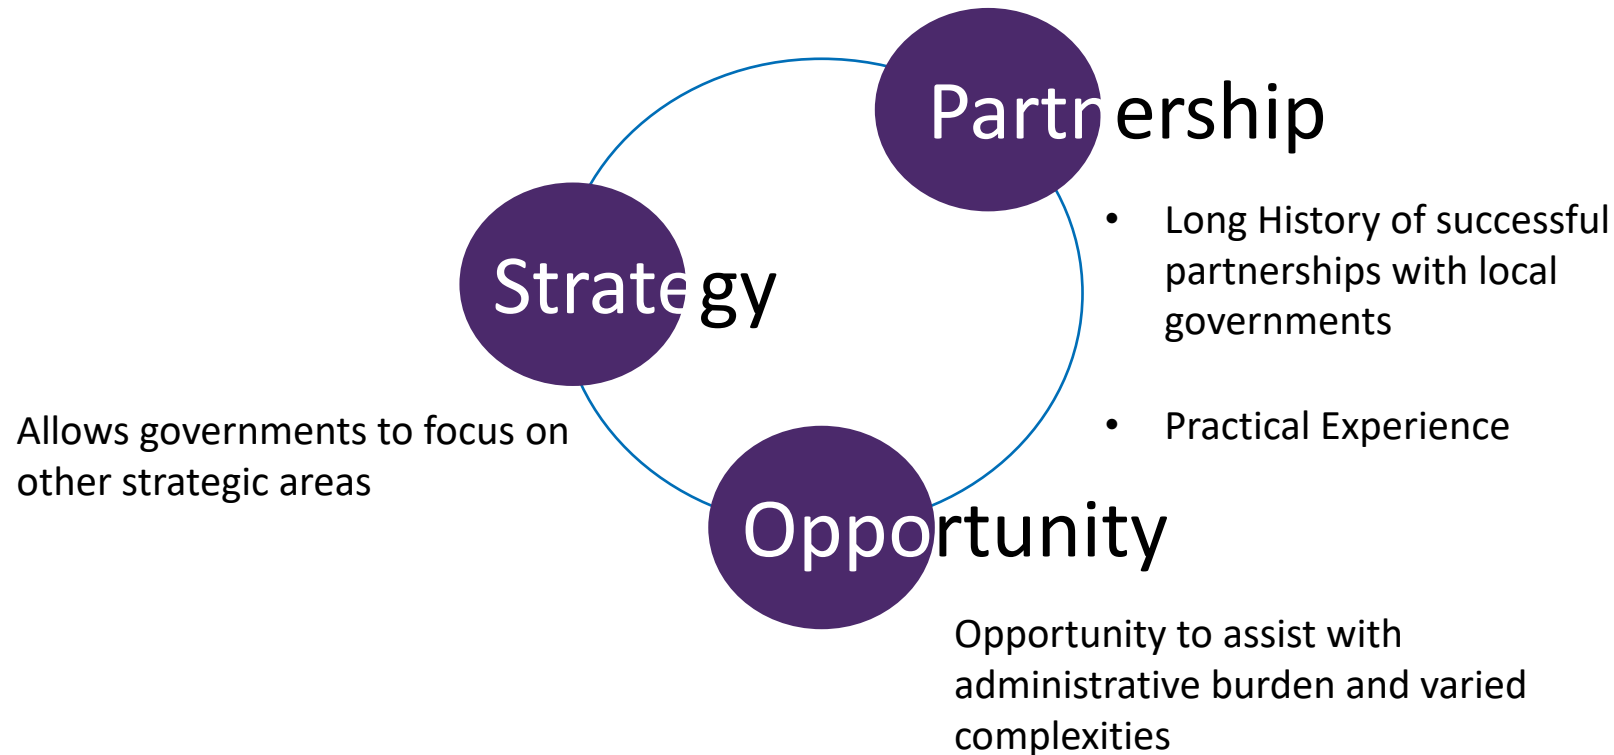 Partnership
• Long History of successful
partnerships with local
governments
• Practical Experience
Strategy
Allows governments to focus on
other strategic areas
Opportunity
Opportunity to assist with
administrative burden and varied
complexities